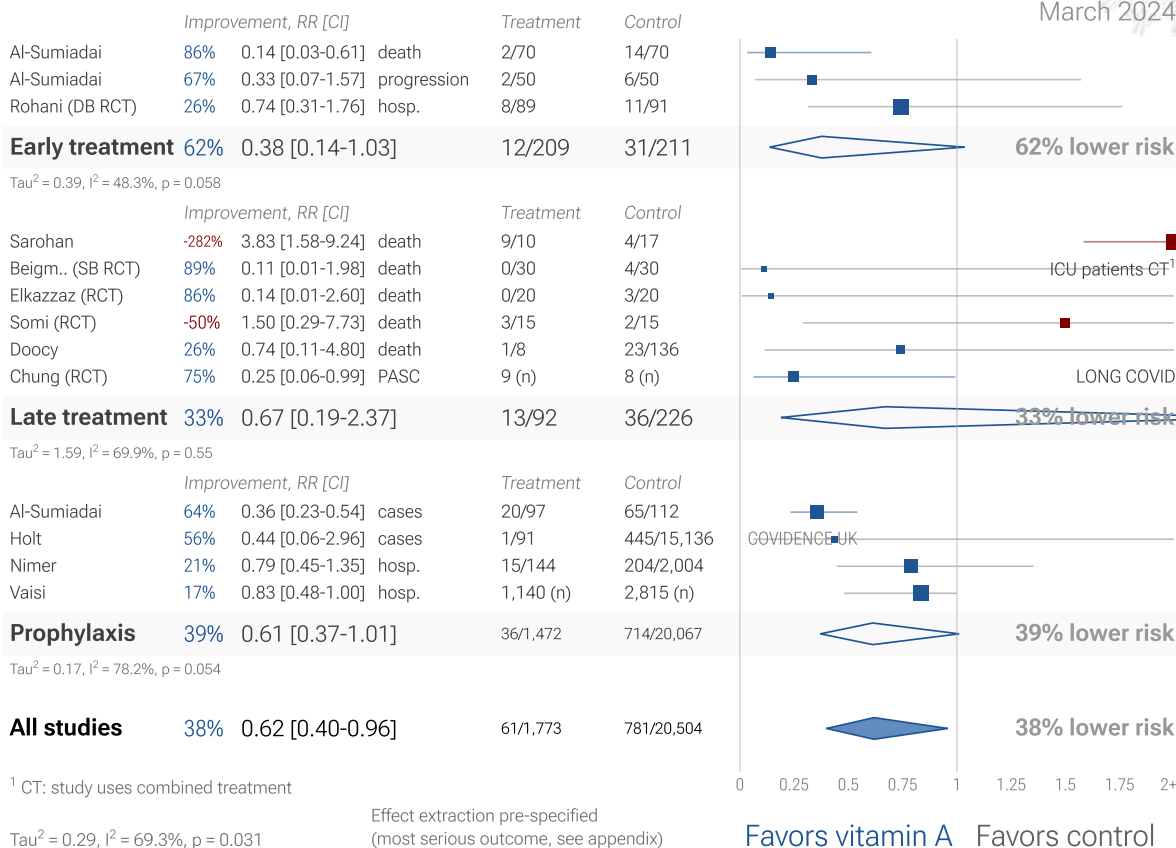 March 2024
Improvement, RR [CI] Treatment Control
Al-Sumiadai 86% 0.14 [0.03-0.61] death 2/70 14/70
Al-Sumiadai 67% 0.33 [0.07-1.57] progression 2/50 6/50
Rohani (DB RCT) 26% 0.74 [0.31-1.76] hosp. 8/89 11/91
Early treatment 62% 0.38 [0.14-1.03] 12/209 31/211 62% lower risk
Tau² = 0.39, I² = 48.3%, p = 0.058
Improvement, RR [CI] Treatment Control
Sarohan -282% 3.83 [1.58-9.24] death 9/10 4/17
Beigm.. (SB RCT) 89% 0.11 [0.01-1.98] death 0/30 4/30 ICU patients CT¹
Elkazzaz (RCT) 86% 0.14 [0.01-2.60] death 0/20 3/20
Somi (RCT) -50% 1.50 [0.29-7.73] death 3/15 2/15
Doocy 26% 0.74 [0.11-4.80] death 1/8 23/136
Chung (RCT) 75% 0.25 [0.06-0.99] PASC 9 (n) 8 (n) LONG COVID
Late treatment 33% 0.67 [0.19-2.37] 13/92 36/226 33% lower risk
Tau² = 1.59, I² = 69.9%, p = 0.55
Improvement, RR [CI] Treatment Control
Al-Sumiadai 64% 0.36 [0.23-0.54] cases 20/97 65/112
Holt 56% 0.44 [0.06-2.96] cases 1/91 445/15,136 COVIDENCE UK
Nimer 21% 0.79 [0.45-1.35] hosp. 15/144 204/2,004
Vaisi 17% 0.83 [0.48-1.00] hosp. 1,140 (n) 2,815 (n)
Prophylaxis 39% 0.61 [0.37-1.01] 36/1,472 714/20,067 39% lower risk
Tau² = 0.17, I² = 78.2%, p = 0.054
All studies 38% 0.62 [0.40-0.96] 61/1,773 781/20,504 38% lower risk
0 0.25 0.5 0.75 1 1.25 1.5 1.75 2+
¹ CT: study uses combined treatment
Effect extraction pre-specified
Tau² = 0.29, I² = 69.3%, p = 0.031 (most serious outcome, see appendix) Favors vitamin A Favors control